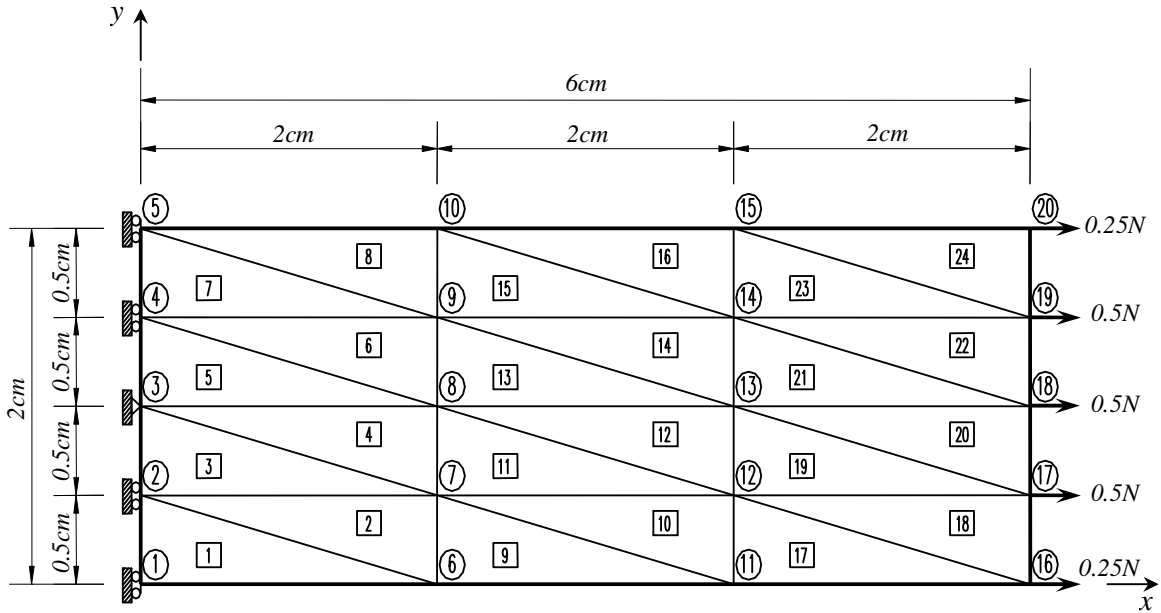 y
6cm
2cm 2cm 2cm
5 10 15 20
0.25N
8 16 24
0.5cm
7 15 23
4 9 14 19
0.5N
6 14 22
0.5cm
5 13 21
3 8 13 18
0.5N
2cm
4 12 20
0.5cm
3 11 19
2 7 12 17
0.5N
2 10 18
0.5cm
1 9 17
1 6 11 16
0.25N
x